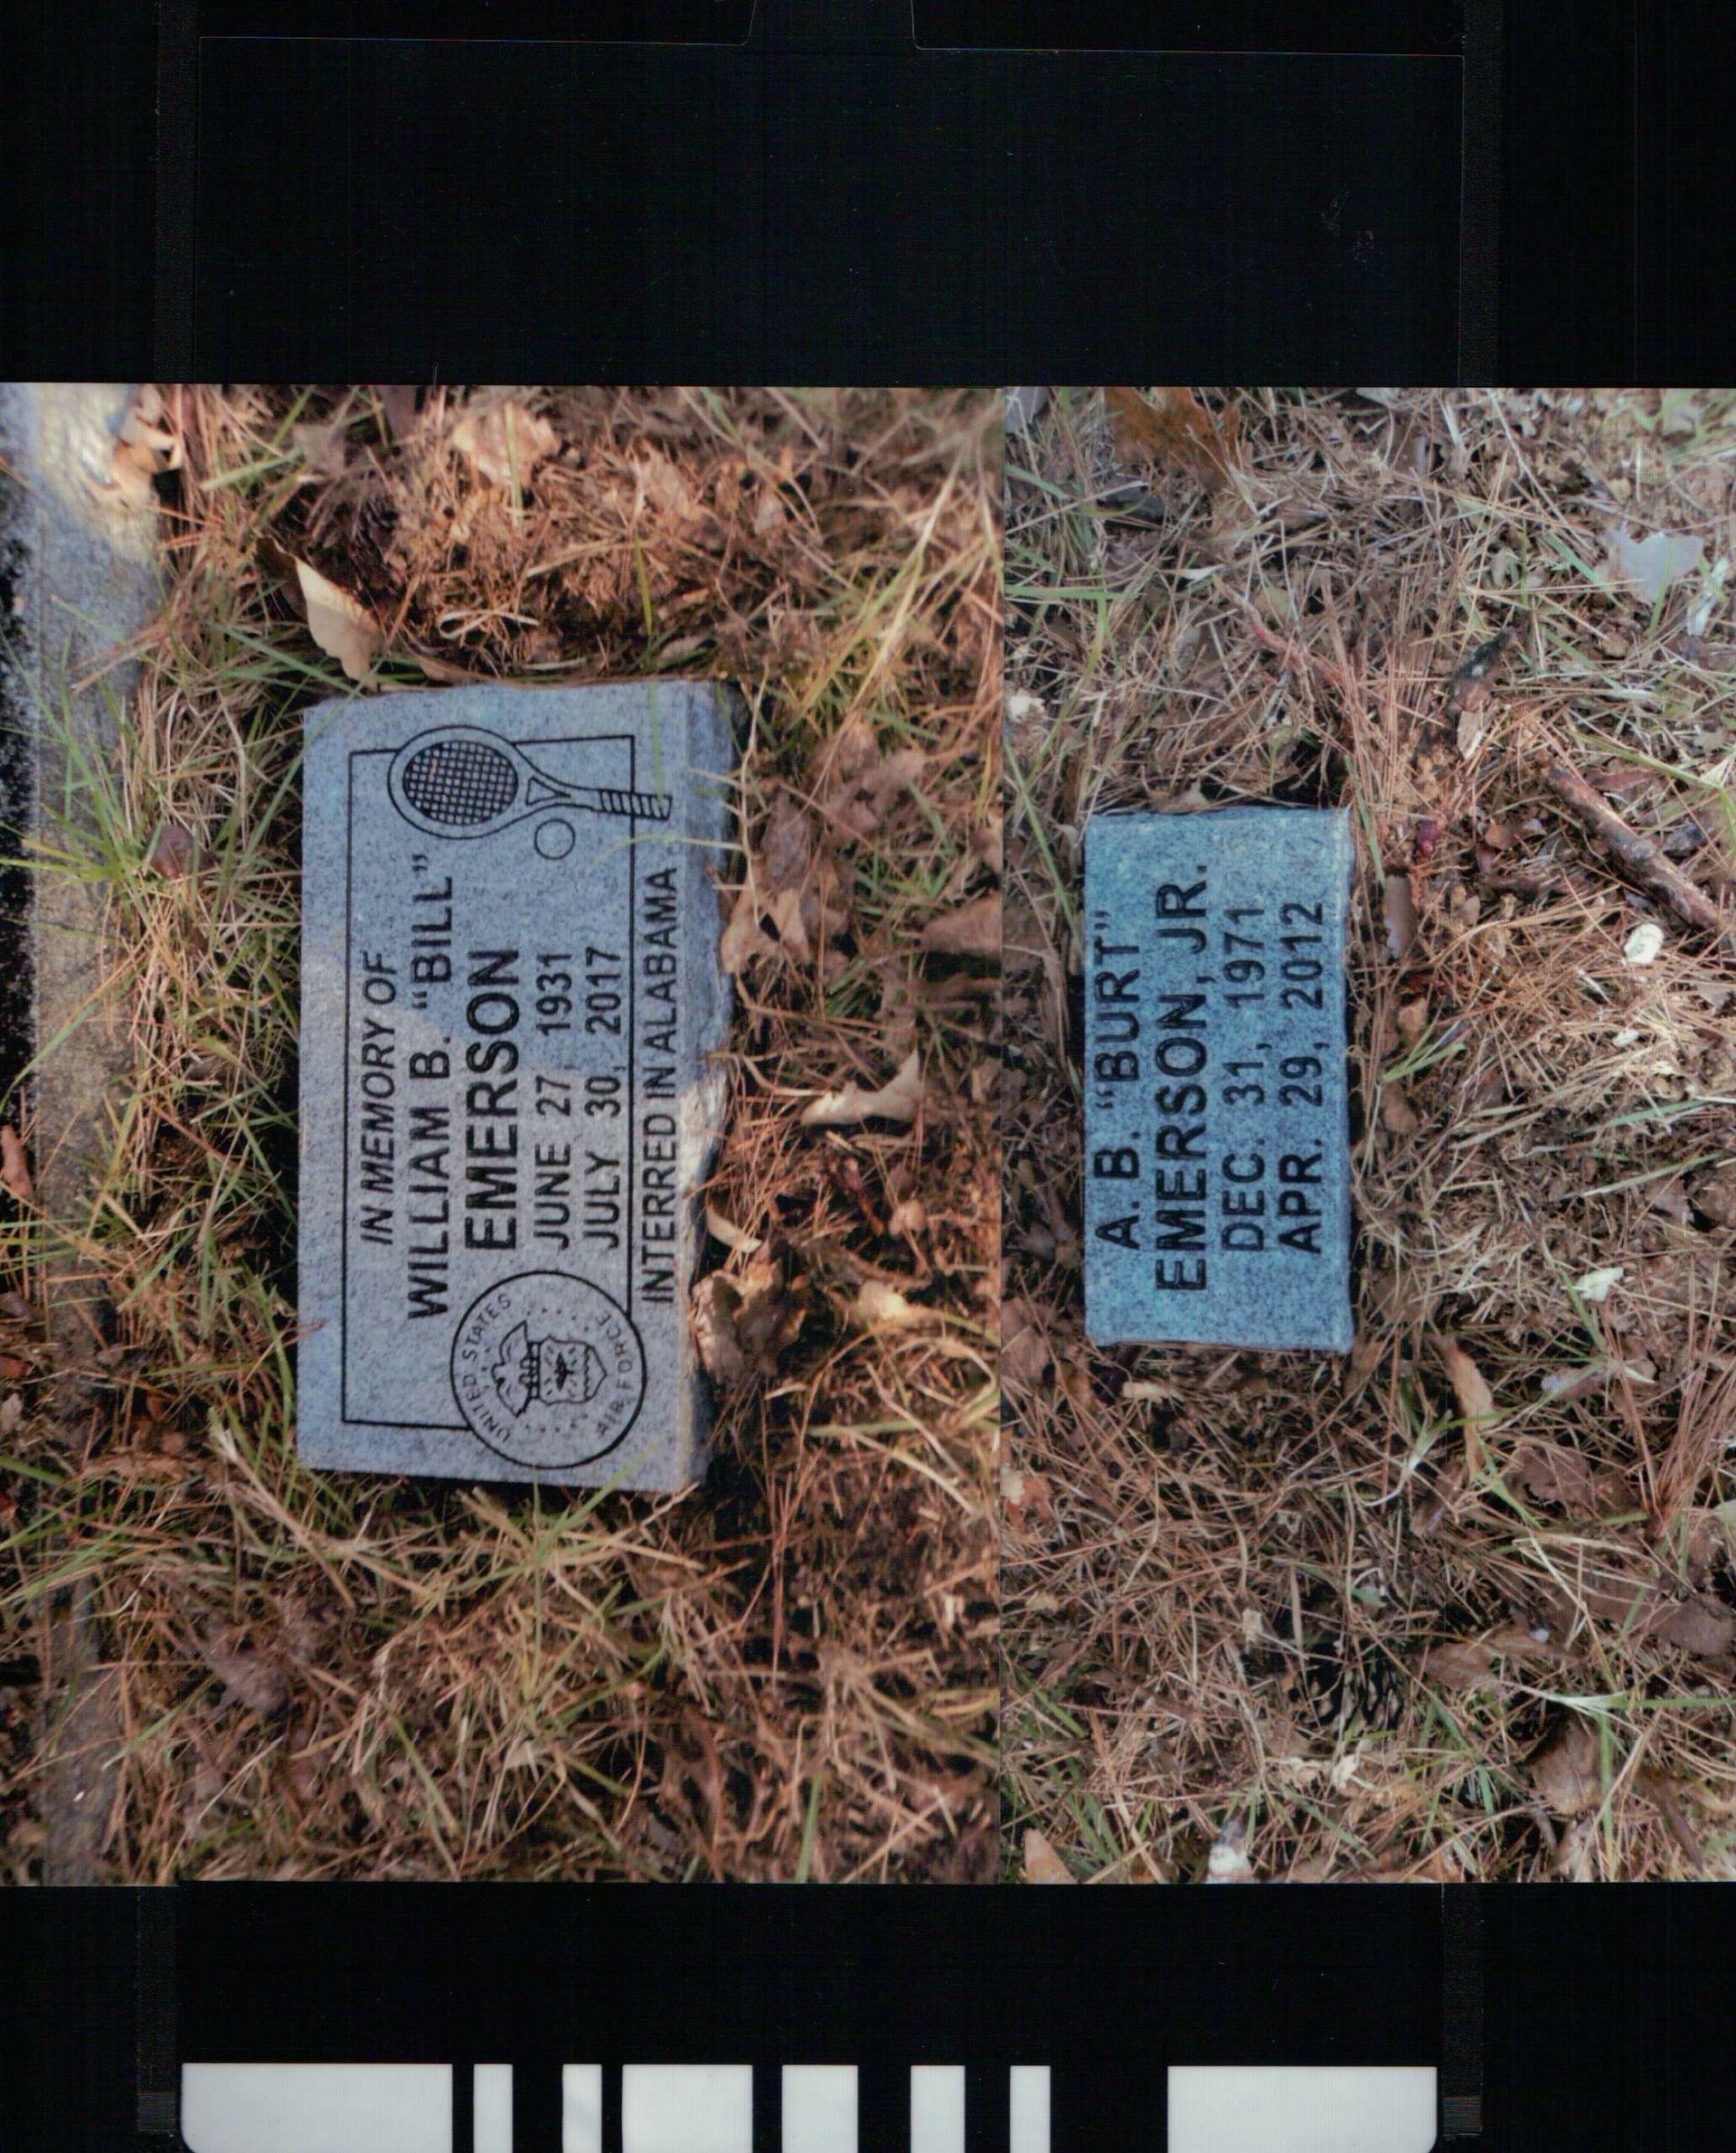 IN MEMORY OF
WILLIAM B. “BILL”
EMERSON
JUNE 27, 1931
JULY 30, 2017
INTERRED IN ALABAMA
UNITED STATES
AIR FORCE
A. B. “BURT”
EMERSON, JR.
DEC. 31, 1971
APR. 29, 2012